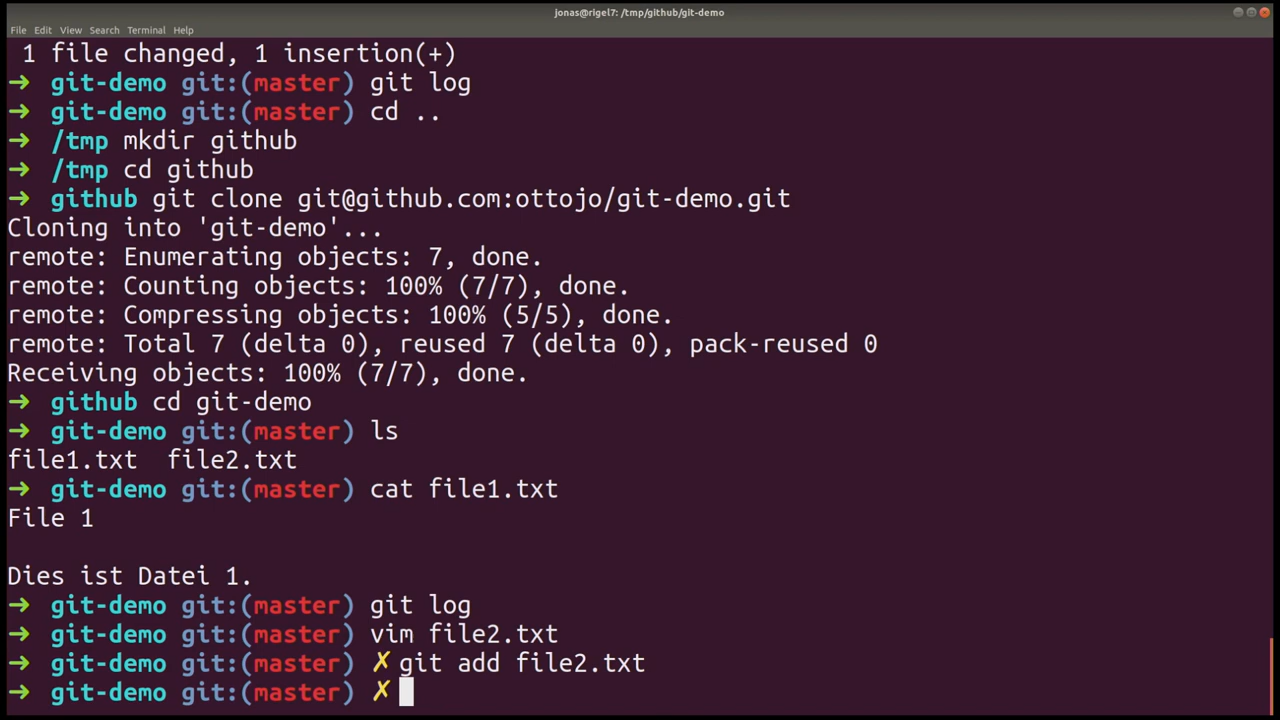 jonas@rigel7: /tmp/github/git-demo
File Edit View Search Terminal Help
1 file changed, 1 insertion(+)
➜ git-demo git:(master) git log
➜ git-demo git:(master) cd ..
➜ /tmp mkdir github
➜ /tmp cd github
➜ github git clone git@github.com:ottojo/git-demo.git
Cloning into 'git-demo'...
remote: Enumerating objects: 7, done.
remote: Counting objects: 100% (7/7), done.
remote: Compressing objects: 100% (5/5), done.
remote: Total 7 (delta 0), reused 7 (delta 0), pack-reused 0
Receiving objects: 100% (7/7), done.
➜ github cd git-demo
➜ git-demo git:(master) ls
file1.txt  file2.txt
➜ git-demo git:(master) cat file1.txt
File 1
Dies ist Datei 1.
➜ git-demo git:(master) git log
➜ git-demo git:(master) vim file2.txt
➜ git-demo git:(master) ✗ git add file2.txt
➜ git-demo git:(master) ✗